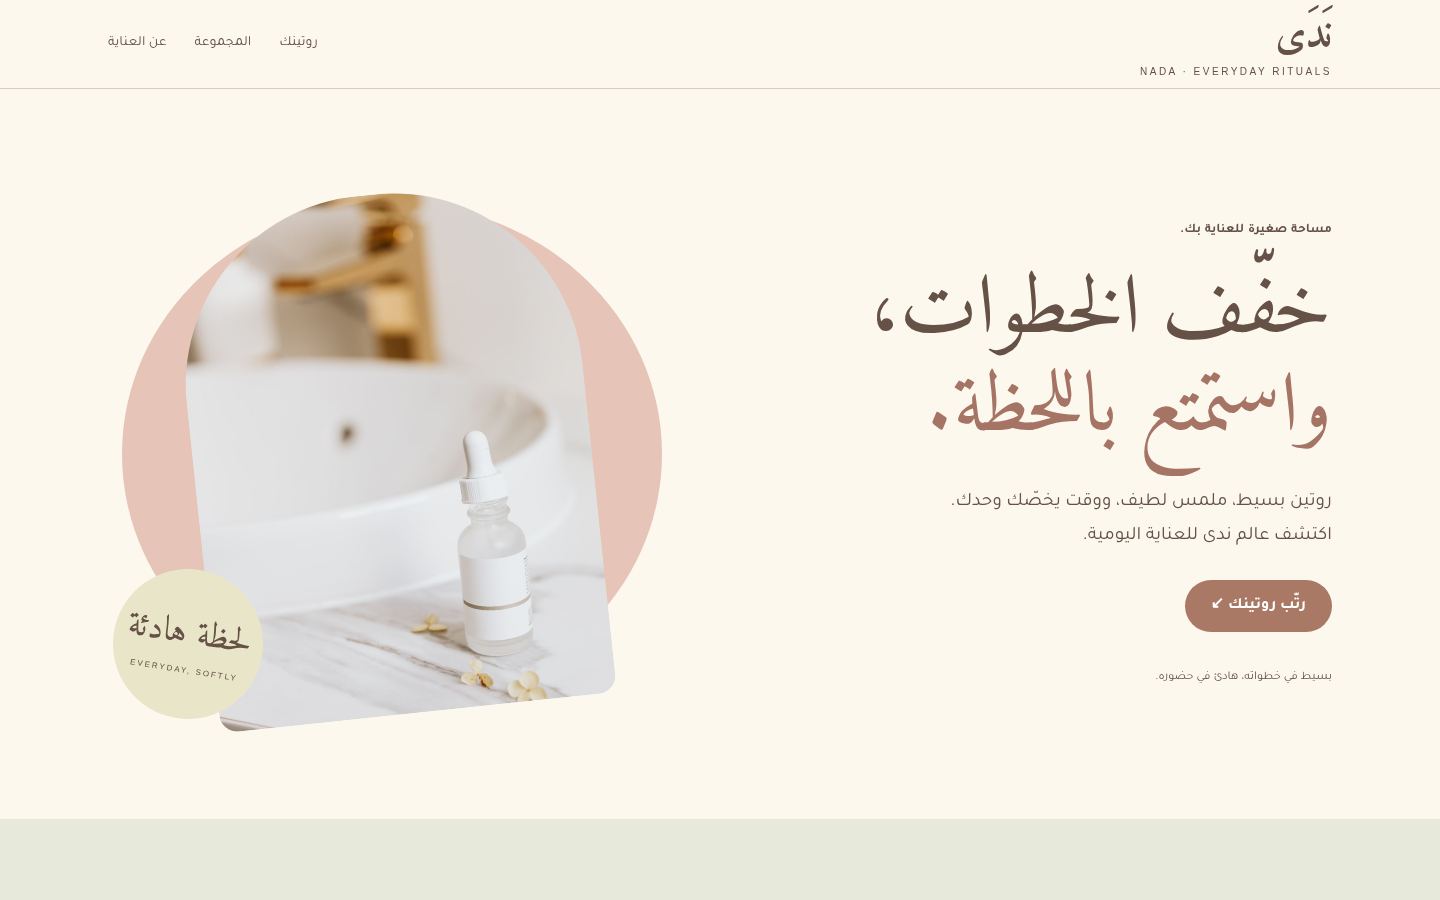 نَدَى
NADA · EVERYDAY RITUALS
روتينك المجموعة عن العناية
مساحة صغيرة للعناية بك.
خفّف الخطوات،
واستمتع باللحظة.
روتين بسيط، ملمس لطيف، ووقت يخصّك وحدك.
اكتشف عالم ندى للعناية اليومية.
رتّب روتينك ↙
بسيط في خطواته، هادئ في حضوره.
لحظة هادئة
EVERYDAY, SOFTLY